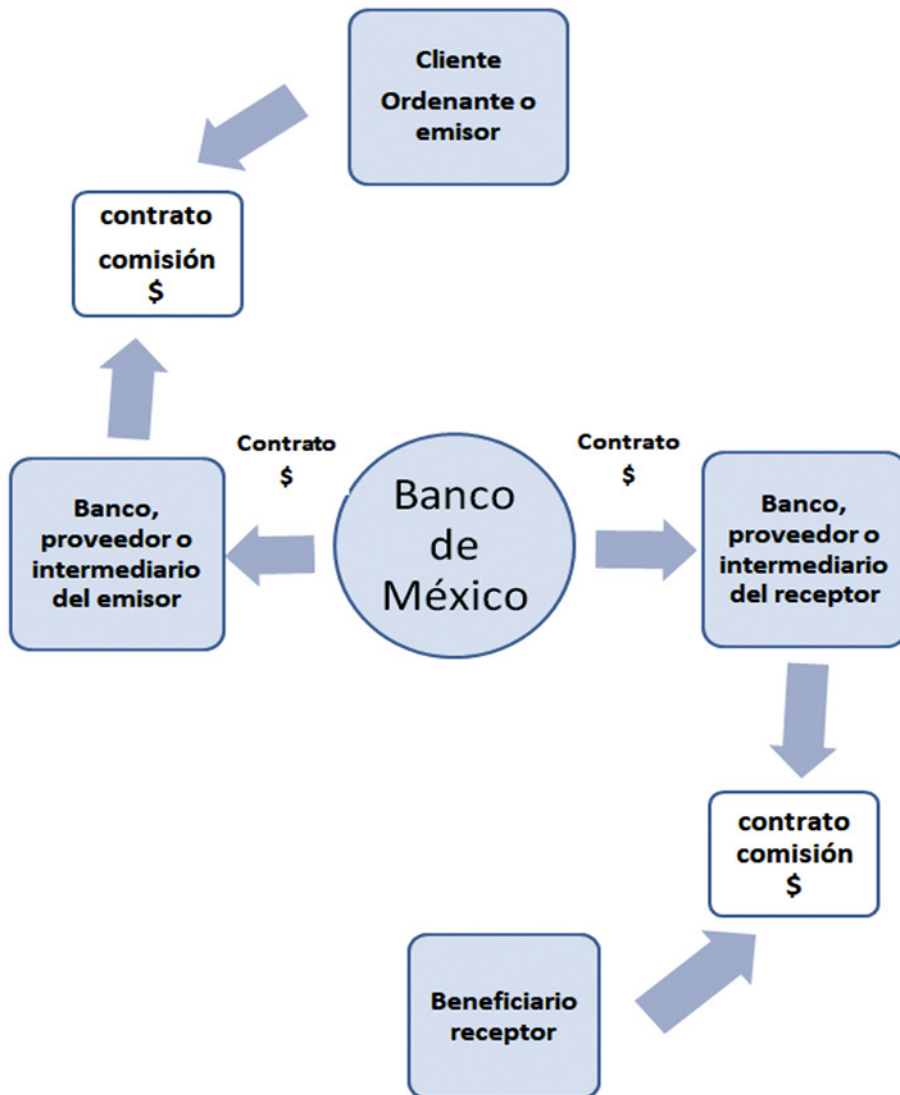 Cliente
Ordenante o
emisor
contrato
comisión
$
Contrato
$
Contrato
$
Banco,
proveedor o
intermediario
del emisor
Banco
de
México
Banco,
proveedor o
intermediario
del receptor
contrato
comisión
$
Beneficiario
receptor